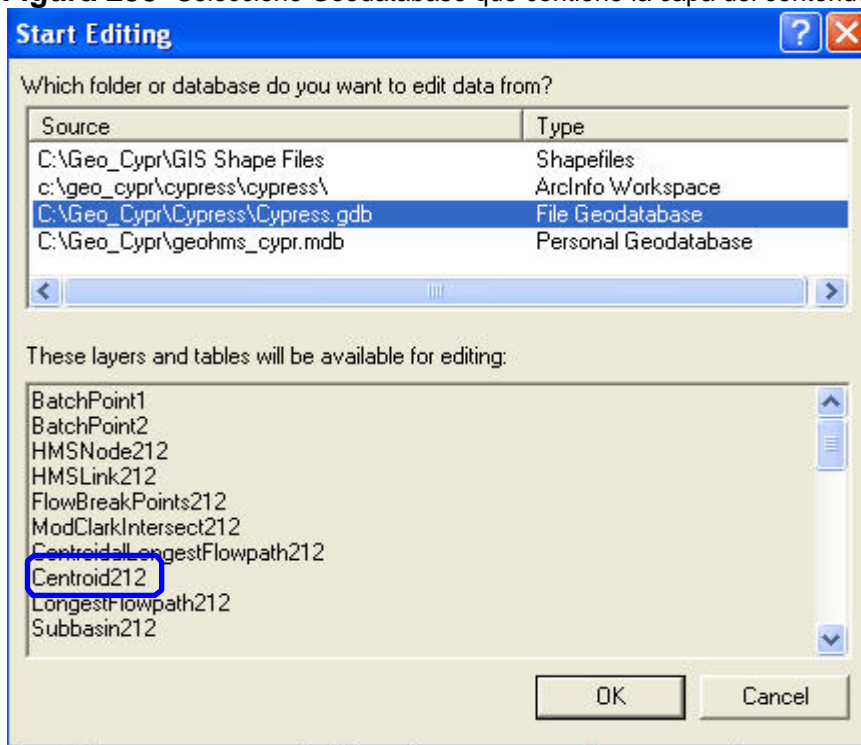 Start Editing
Which folder or database do you want to edit data from?
Source Type
C:\Geo_Cypr\GIS Shape Files Shapefiles
c:\geo_cypr\cypress\cypress\ ArcInfo Workspace
C:\Geo_Cypr\Cypress\Cypress.gdb File Geodatabase
C:\Geo_Cypr\geohms_cypr.mdb Personal Geodatabase
These layers and tables will be available for editing:
BatchPoint1
BatchPoint2
HMSNode212
HMSLink212
FlowBreakPoints212
ModClarkIntersect212
CentroidalLongestFlowpath212
Centroid212
LongestFlowpath212
Subbasin212
OK Cancel